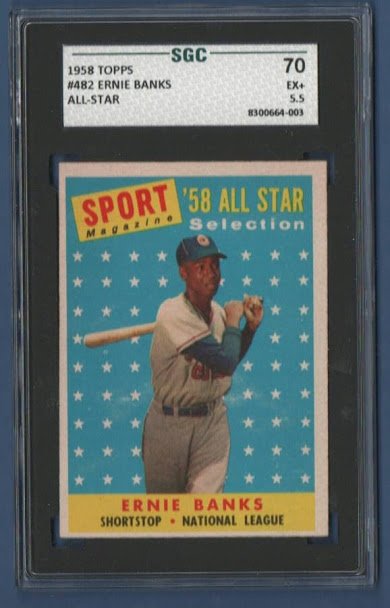 SGC
1958 TOPPS
#482 ERNIE BANKS
ALL-STAR
70
EX+
5.5
8300664-003
SPORT
Magazine
'58 ALL STAR
Selection
ERNIE BANKS
SHORTSTOP • NATIONAL LEAGUE